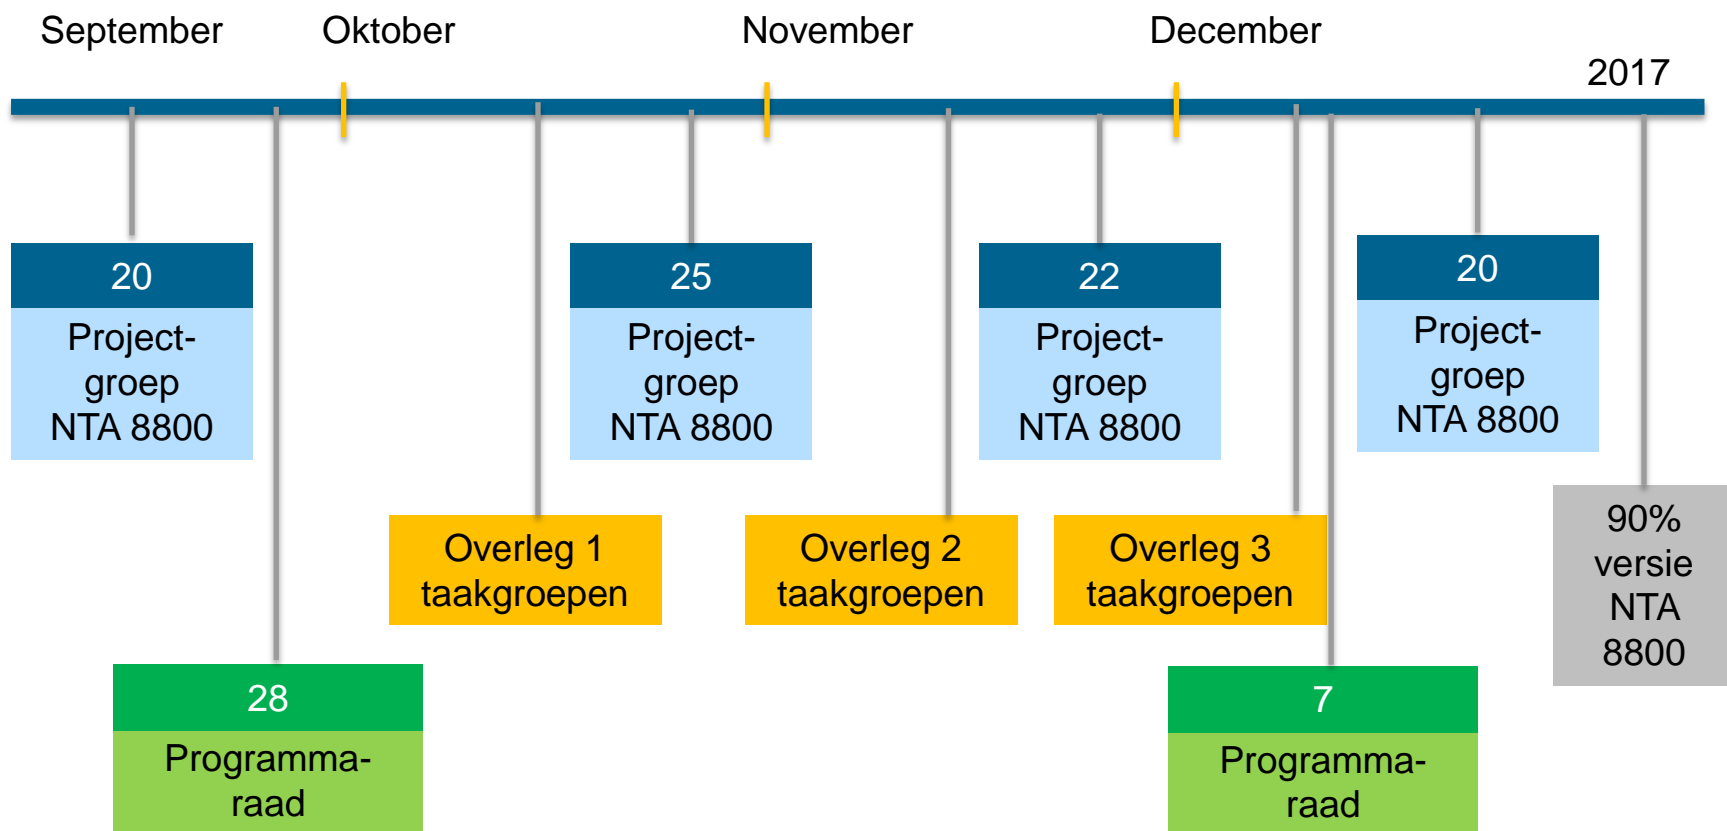 September
Oktober
November
December
2017
20
Project-
groep
NTA 8800
25
Project-
groep
NTA 8800
22
Project-
groep
NTA 8800
20
Project-
groep
NTA 8800
Overleg 1
taakgroepen
Overleg 2
taakgroepen
Overleg 3
taakgroepen
90%
versie
NTA
8800
28
Programma-
raad
7
Programma-
raad